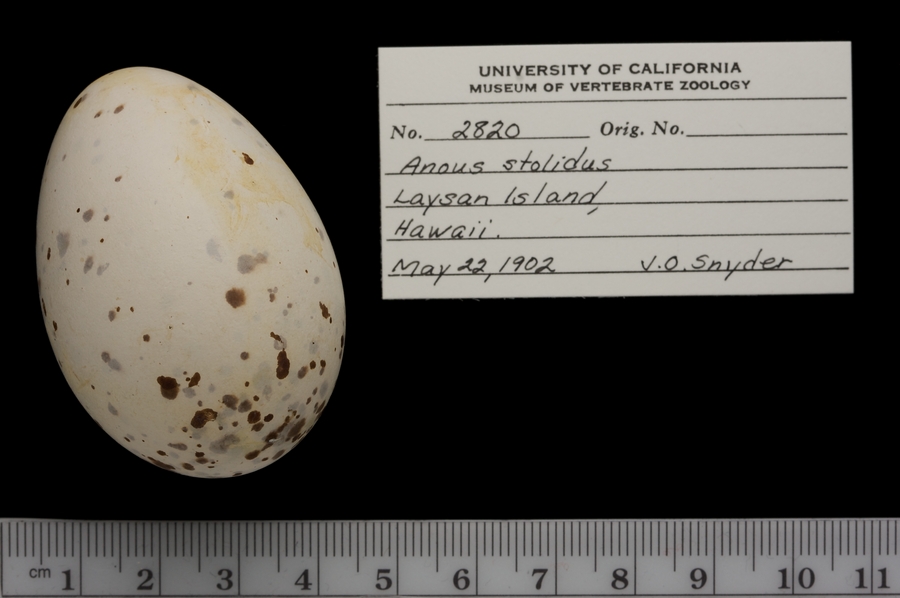 UNIVERSITY OF CALIFORNIA
MUSEUM OF VERTEBRATE ZOOLOGY
No. 2820 Orig. No.
Anous stolidus
Laysan Island,
Hawaii.
May 22, 1902 J.O. Snyder
cm 1 2 3 4 5 6 7 8 9 10 11